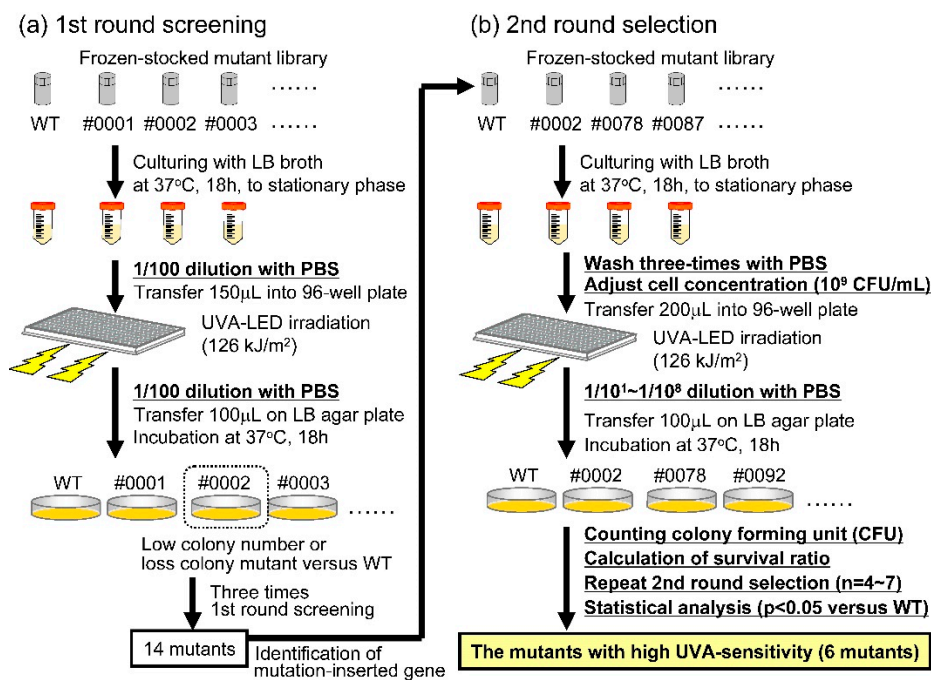 (a) 1st round screening
Frozen-stocked mutant library
WT #0001 #0002 #0003 ······
······
Culturing with LB broth
at 37°C, 18h, to stationary phase
1/100 dilution with PBS
Transfer 150μL into 96-well plate
UVA-LED irradiation
(126 kJ/m²)
1/100 dilution with PBS
Transfer 100μL on LB agar plate
Incubation at 37°C, 18h
WT #0001 #0002 #0003
······
Low colony number or
loss colony mutant versus WT
Three times
1st round screening
14 mutants
Identification of
mutation-inserted gene
(b) 2nd round selection
Frozen-stocked mutant library
······
WT #0002 #0078 #0087 ······
Culturing with LB broth
at 37°C, 18h, to stationary phase
Wash three-times with PBS
Adjust cell concentration (10⁹ CFU/mL)
Transfer 200μL into 96-well plate
UVA-LED irradiation
(126 kJ/m²)
1/10¹~1/10⁸ dilution with PBS
Transfer 100μL on LB agar plate
Incubation at 37°C, 18h
WT #0002 #0078 #0092
······
Counting colony forming unit (CFU)
Calculation of survival ratio
Repeat 2nd round selection (n=4~7)
Statistical analysis (p<0.05 versus WT)
The mutants with high UVA-sensitivity (6 mutants)